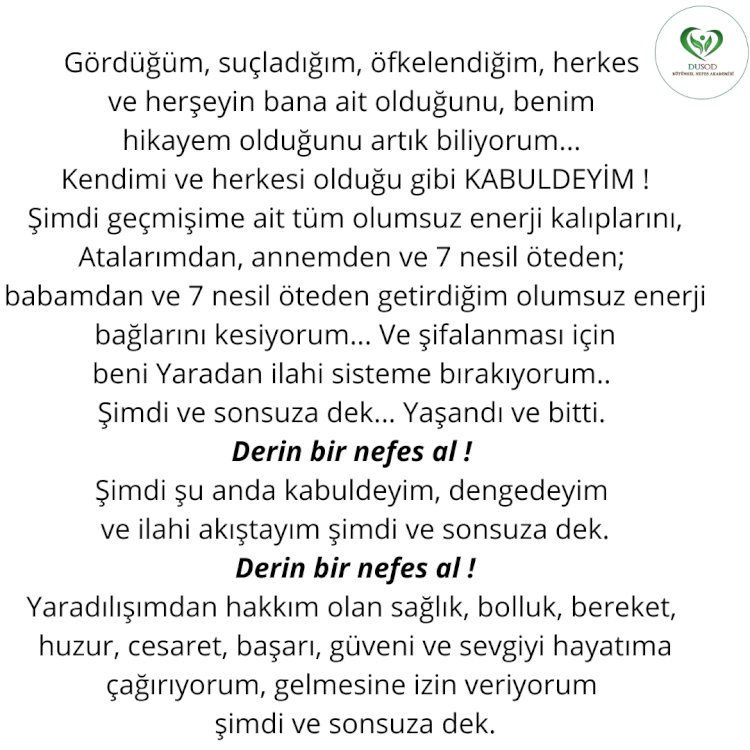 DUSOD
BÜTÜNSEL NEFES AKADEMİSİ
Gördüğüm, suçladığım, öfkelendiğim, herkes
ve herşeyin bana ait olduğunu, benim
hikayem olduğunu artık biliyorum...
Kendimi ve herkesi olduğu gibi KABULDEYİM !
Şimdi geçmişime ait tüm olumsuz enerji kalıplarını,
Atalarımdan, annemden ve 7 nesil öteden;
babamdan ve 7 nesil öteden getirdiğim olumsuz enerji
bağlarını kesiyorum... Ve şifalanması için
beni Yaradan ilahi sisteme bırakıyorum..
Şimdi ve sonsuza dek... Yaşandı ve bitti.
Derin bir nefes al !
Şimdi şu anda kabuldeyim, dengedeyim
ve ilahi akıştayım şimdi ve sonsuza dek.
Derin bir nefes al !
Yaradılışımdan hakkım olan sağlık, bolluk, bereket,
huzur, cesaret, başarı, güveni ve sevgiyi hayatıma
çağırıyorum, gelmesine izin veriyorum
şimdi ve sonsuza dek.